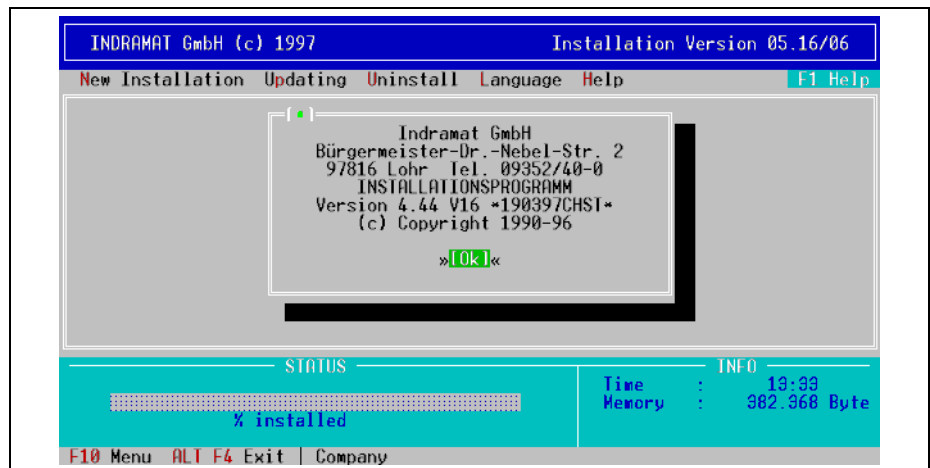 INDRAMAT GmbH (c) 1997 Installation Version 05.16/06
New Installation Updating Uninstall Language Help F1 Help
[▪]
Indramat GmbH
Bürgermeister-Dr.-Nebel-Str. 2
97816 Lohr Tel. 09352/40-0
INSTALLATIONSPROGRAMM
Version 4.44 V16 *190397CHST*
(c) Copyright 1990-96
»[Ok]«
STATUS INFO
Time : 13:33
Memory : 382.368 Byte
% installed
F10 Menu ALT F4 Exit | Company